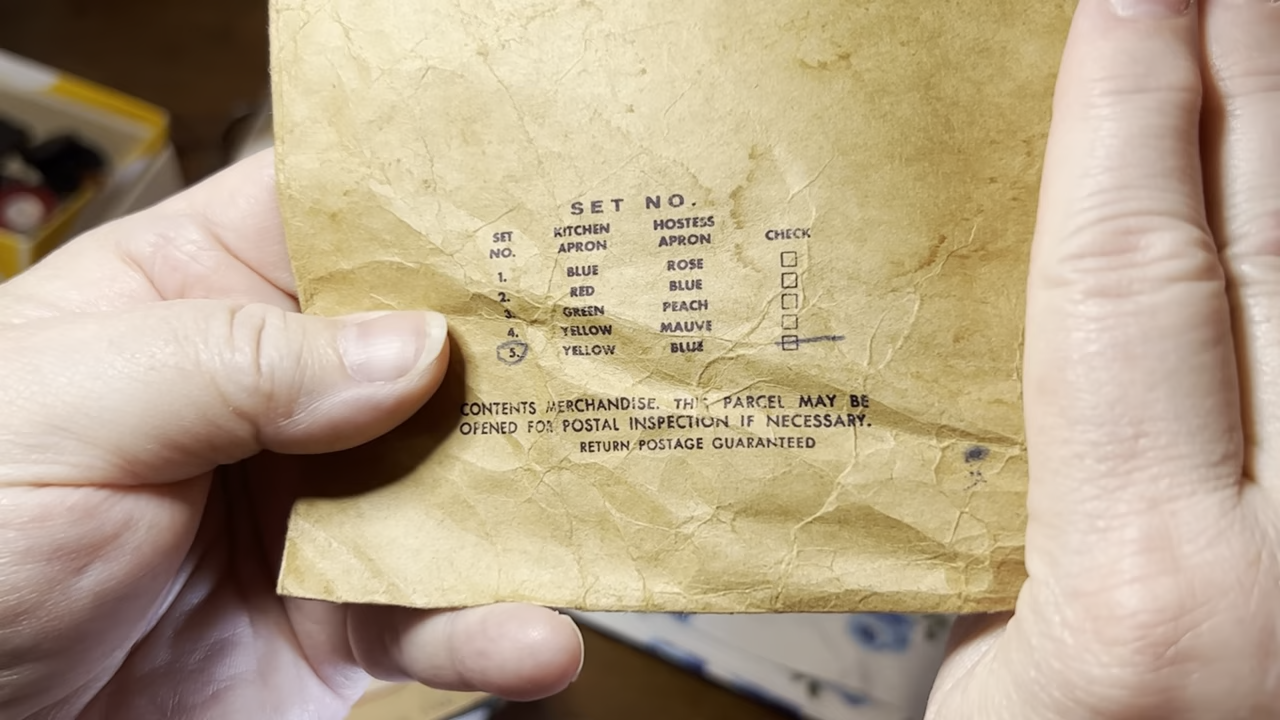 SET NO.
SET NO. KITCHEN APRON HOSTESS APRON CHECK
1. BLUE ROSE
2. RED BLUE
3. GREEN PEACH
4. YELLOW MAUVE
5. YELLOW BLUE
CONTENTS MERCHANDISE. THIS PARCEL MAY BE
OPENED FOR POSTAL INSPECTION IF NECESSARY.
RETURN POSTAGE GUARANTEED